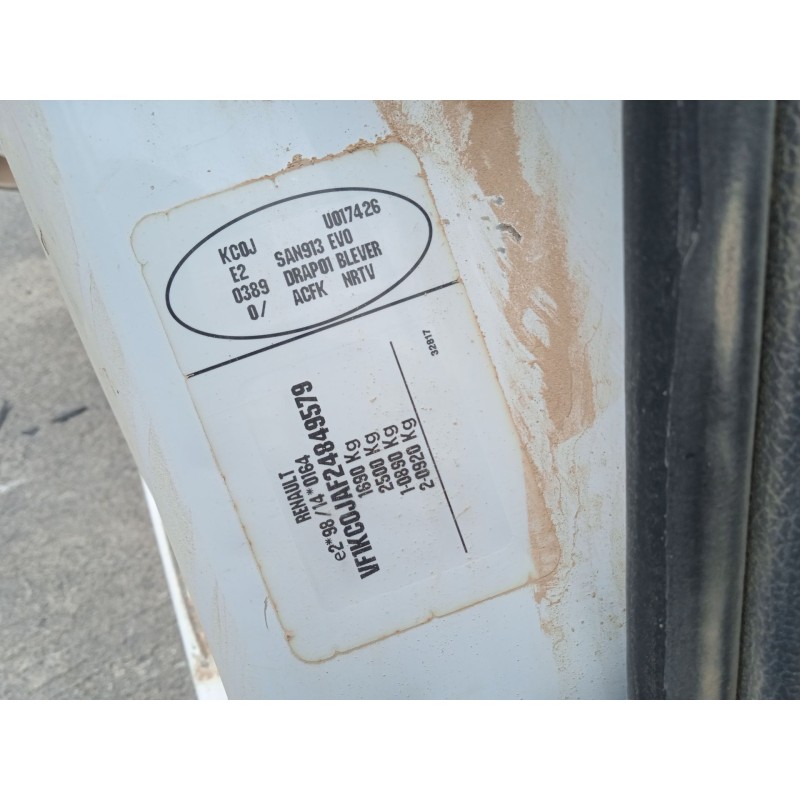 KC0J U017426
E2 SAN913 EVO
0389 DRAP01 BLEVER
0/ ACFK NRTV
RENAULT
e2*98/14*0164
VF1KC0JAF24849579
1690 Kg
2500 Kg
1-0890 Kg
2-0920 Kg
32817